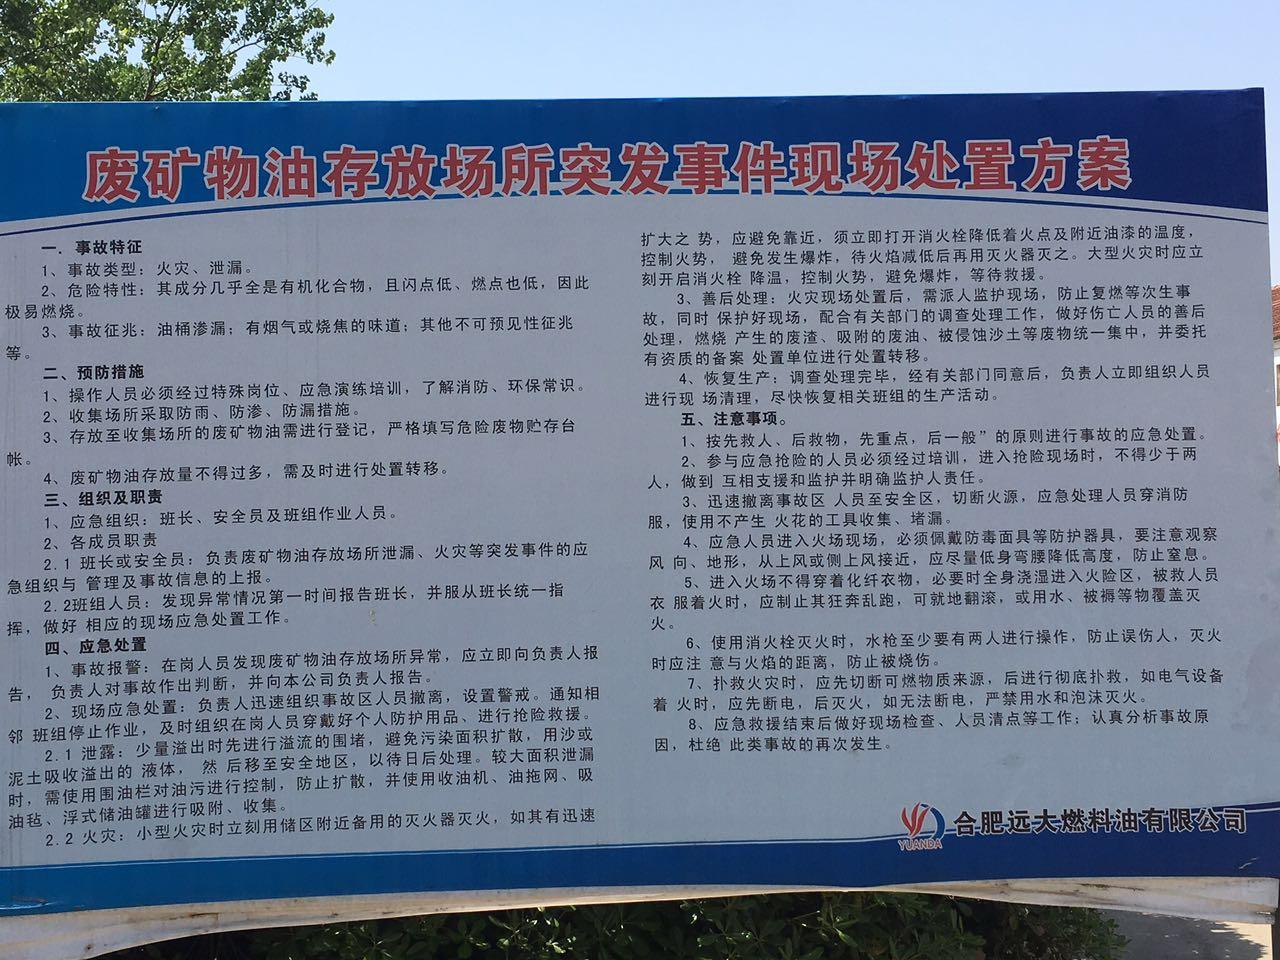 废矿物油存放场所突发事件现场处置方案
一．事故特征
1、事故类型：火灾、泄漏。
2、危险特性：其成分几乎全是有机化合物，且闪点低、燃点也低，因此
极易燃烧。
3、事故征兆：油桶渗漏；有烟气或烧焦的味道；其他不可预见性征兆
等。
二、预防措施
1、操作人员必须经过特殊岗位、应急演练培训，了解消防、环保常识。
2、收集场所采取防雨、防渗、防漏措施。
3、存放至收集场所的废矿物油需进行登记，严格填写危险废物贮存台
帐。
4、废矿物油存放量不得过多，需及时进行处置转移。
三、组织及职责
1、应急组织：班长、安全员及班组作业人员。
2、各成员职责
2.1 班长或安全员：负责废矿物油存放场所泄漏、火灾等突发事件的应
急组织与 管理及事故信息的上报。
2.2班组人员：发现异常情况第一时间报告班长，并服从班长统一指
挥，做好 相应的现场应急处置工作。
四、应急处置
1、事故报警：在岗人员发现废矿物油存放场所异常，应立即向负责人报
告， 负责人对事故作出判断，并向本公司负责人报告。
2、现场应急处置：负责人迅速组织事故区人员撤离，设置警戒。通知相
邻 班组停止作业，及时组织在岗人员穿戴好个人防护用品、进行抢险救援。
2.1 泄露：少量溢出时先进行溢流的围堵，避免污染面积扩散，用沙或
泥土吸收溢出的 液体， 然 后移至安全地区，以待日后处理。较大面积泄漏
时，需使用围油栏对油污进行控制，防止扩散，并使用收油机、油拖网、吸
油毡、浮式储油罐进行吸附、收集。
2.2 火灾：小型火灾时立刻用储区附近备用的灭火器灭火，如其有迅速
扩大之 势，应避免靠近，须立即打开消火栓降低着火点及附近油漆的温度，
控制火势， 避免发生爆炸，待火焰减低后再用灭火器灭之。大型火灾时应立
刻开启消火栓 降温，控制火势，避免爆炸，等待救援。
3、善后处理：火灾现场处置后，需派人监护现场，防止复燃等次生事
故，同时 保护好现场，配合有关部门的调查处理工作，做好伤亡人员的善后
处理，燃烧 产生的废渣、吸附的废油、被侵蚀沙土等废物统一集中，并委托
有资质的备案 处置单位进行处置转移。
4、恢复生产：调查处理完毕，经有关部门同意后，负责人立即组织人员
进行现 场清理，尽快恢复相关班组的生产活动。
五、注意事项。
1、按先救人、后救物，先重点，后一般”的原则进行事故的应急处置。
2、参与应急抢险的人员必须经过培训，进入抢险现场时，不得少于两
人，做到 互相支援和监护并明确监护人责任。
3、迅速撤离事故区 人员至安全区，切断火源，应急处理人员穿消防
服，使用不产生 火花的工具收集、堵漏。
4、应急人员进入火场现场，必须佩戴防毒面具等防护器具，要注意观察
风 向、地形，从上风或侧上风接近，应尽量低身弯腰降低高度，防止窒息。
5、进入火场不得穿着化纤衣物，必要时全身浇湿进入火险区，被救人员
衣 服着火时，应制止其狂奔乱跑，可就地翻滚，或用水、被褥等物覆盖灭
火。
6、使用消火栓灭火时，水枪至少要有两人进行操作，防止误伤人，灭火
时应注 意与火焰的距离，防止被烧伤。
7、扑救火灾时，应先切断可燃物质来源，后进行彻底扑救，如电气设备
着 火时，应先断电，后灭火，如无法断电，严禁用水和泡沫灭火。
8、应急救援结束后做好现场检查、人员清点等工作；认真分析事故原
因，杜绝 此类事故的再次发生。
YUANDA
合肥远大燃料油有限公司